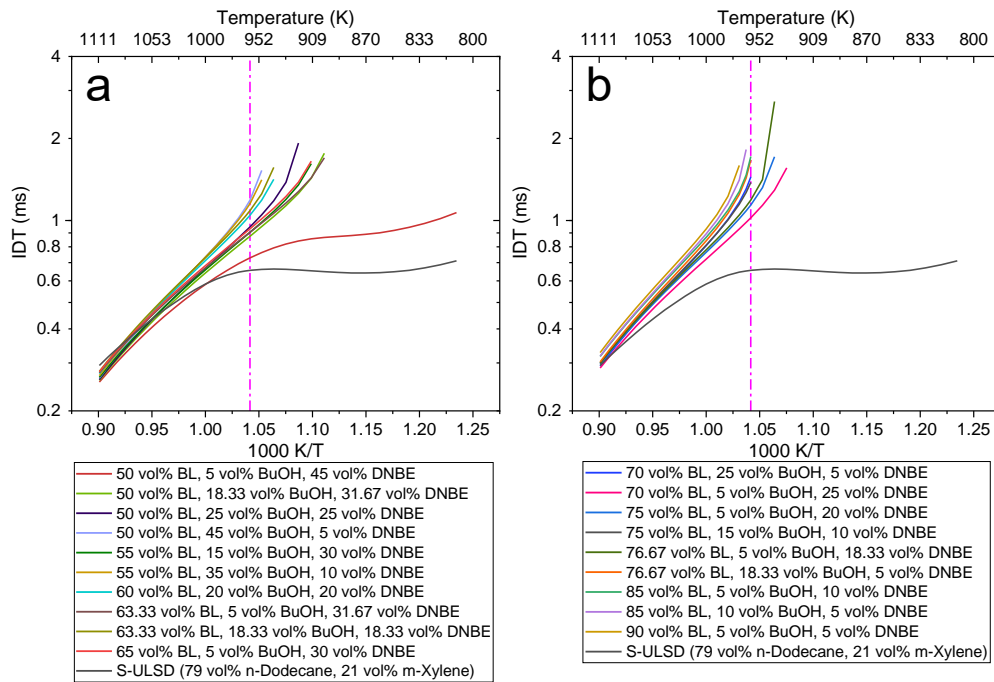 Temperature (K)
1111 1053 1000 952 909 870 833 800
4
2
1
0.8
0.6
0.4
0.2
IDT (ms)
a
0.90 0.95 1.00 1.05 1.10 1.15 1.20 1.25
1000 K/T
50 vol% BL, 5 vol% BuOH, 45 vol% DNBE
50 vol% BL, 18.33 vol% BuOH, 31.67 vol% DNBE
50 vol% BL, 25 vol% BuOH, 25 vol% DNBE
50 vol% BL, 45 vol% BuOH, 5 vol% DNBE
55 vol% BL, 15 vol% BuOH, 30 vol% DNBE
55 vol% BL, 35 vol% BuOH, 10 vol% DNBE
60 vol% BL, 20 vol% BuOH, 20 vol% DNBE
63.33 vol% BL, 5 vol% BuOH, 31.67 vol% DNBE
63.33 vol% BL, 18.33 vol% BuOH, 18.33 vol% DNBE
65 vol% BL, 5 vol% BuOH, 30 vol% DNBE
S-ULSD (79 vol% n-Dodecane, 21 vol% m-Xylene)
Temperature (K)
1111 1053 1000 952 909 870 833 800
4
2
1
0.8
0.6
0.4
0.2
IDT (ms)
b
0.90 0.95 1.00 1.05 1.10 1.15 1.20 1.25
1000 K/T
70 vol% BL, 25 vol% BuOH, 5 vol% DNBE
70 vol% BL, 5 vol% BuOH, 25 vol% DNBE
75 vol% BL, 5 vol% BuOH, 20 vol% DNBE
75 vol% BL, 15 vol% BuOH, 10 vol% DNBE
76.67 vol% BL, 5 vol% BuOH, 18.33 vol% DNBE
76.67 vol% BL, 18.33 vol% BuOH, 5 vol% DNBE
85 vol% BL, 5 vol% BuOH, 10 vol% DNBE
85 vol% BL, 10 vol% BuOH, 5 vol% DNBE
90 vol% BL, 5 vol% BuOH, 5 vol% DNBE
S-ULSD (79 vol% n-Dodecane, 21 vol% m-Xylene)